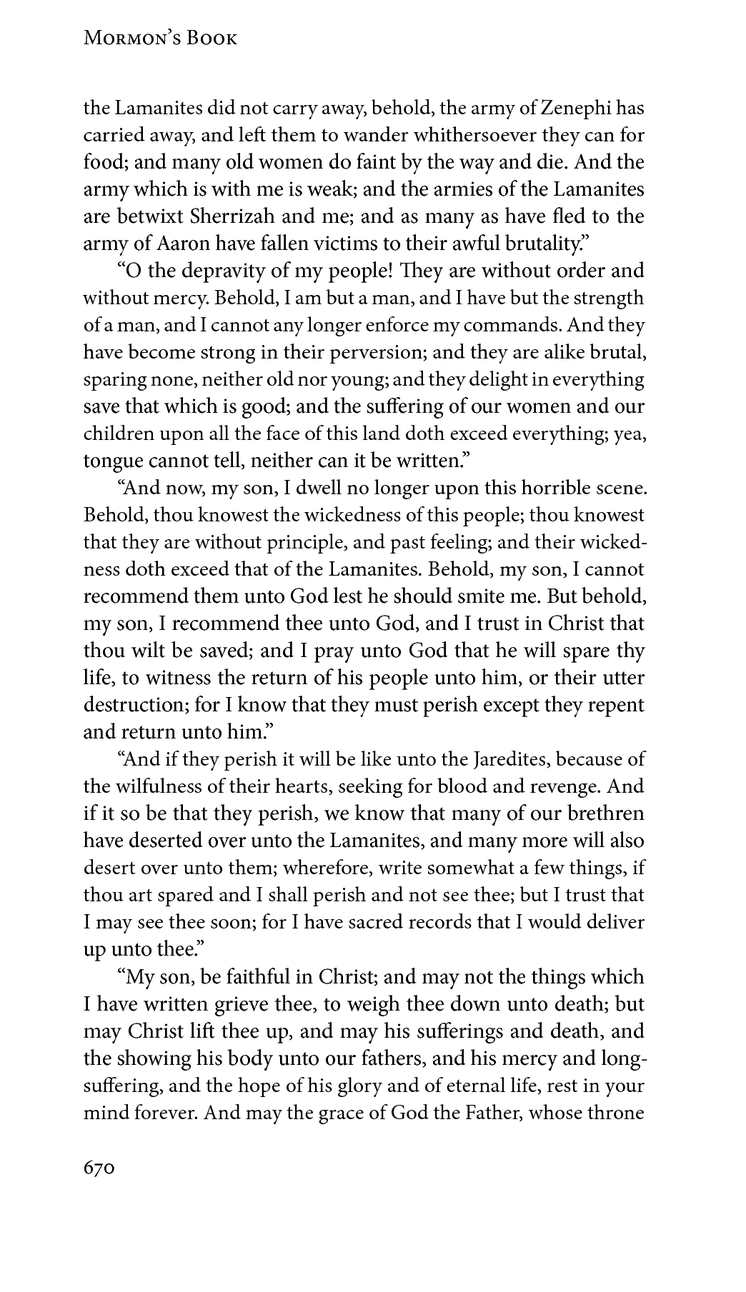 Mormon’s Book
the Lamanites did not carry away, behold, the army of Zenephi has
carried away, and left them to wander whithersoever they can for
food; and many old women do faint by the way and die. And the
army which is with me is weak; and the armies of the Lamanites
are betwixt Sherrizah and me; and as many as have fled to the
army of Aaron have fallen victims to their awful brutality.”
“O the depravity of my people! They are without order and
without mercy. Behold, I am but a man, and I have but the strength
of a man, and I cannot any longer enforce my commands. And they
have become strong in their perversion; and they are alike brutal,
sparing none, neither old nor young; and they delight in everything
save that which is good; and the suffering of our women and our
children upon all the face of this land doth exceed everything; yea,
tongue cannot tell, neither can it be written.”
“And now, my son, I dwell no longer upon this horrible scene.
Behold, thou knowest the wickedness of this people; thou knowest
that they are without principle, and past feeling; and their wicked-
ness doth exceed that of the Lamanites. Behold, my son, I cannot
recommend them unto God lest he should smite me. But behold,
my son, I recommend thee unto God, and I trust in Christ that
thou wilt be saved; and I pray unto God that he will spare thy
life, to witness the return of his people unto him, or their utter
destruction; for I know that they must perish except they repent
and return unto him.”
“And if they perish it will be like unto the Jaredites, because of
the wilfulness of their hearts, seeking for blood and revenge. And
if it so be that they perish, we know that many of our brethren
have deserted over unto the Lamanites, and many more will also
desert over unto them; wherefore, write somewhat a few things, if
thou art spared and I shall perish and not see thee; but I trust that
I may see thee soon; for I have sacred records that I would deliver
up unto thee.”
“My son, be faithful in Christ; and may not the things which
I have written grieve thee, to weigh thee down unto death; but
may Christ lift thee up, and may his sufferings and death, and
the showing his body unto our fathers, and his mercy and long-
suffering, and the hope of his glory and of eternal life, rest in your
mind forever. And may the grace of God the Father, whose throne
670